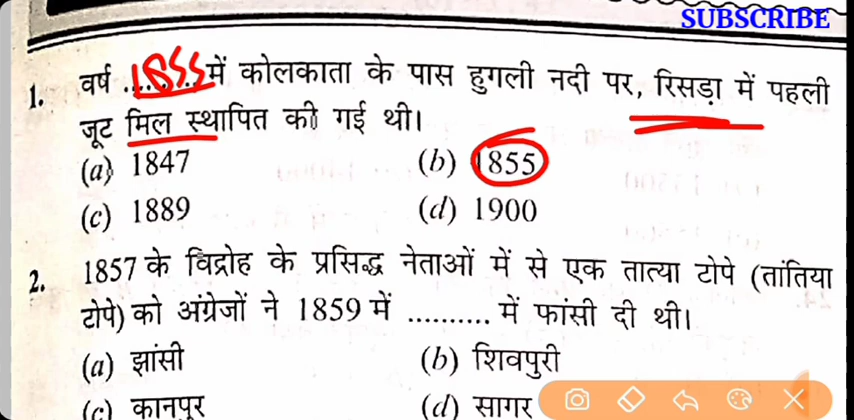 SUBSCRIBE
1. वर्ष ..1855.. में कोलकाता के पास हुगली नदी पर, रिसड़ा में पहली
जूट मिल स्थापित की गई थी।
(a) 1847 (b) 1855
(c) 1889 (d) 1900
2. 1857 के विद्रोह के प्रसिद्ध नेताओं में से एक तात्या टोपे (तांतिया
टोपे) को अंग्रेजों ने 1859 में .......... में फांसी दी थी।
(a) झांसी (b) शिवपुरी
(c) कानपुर (d) सागर